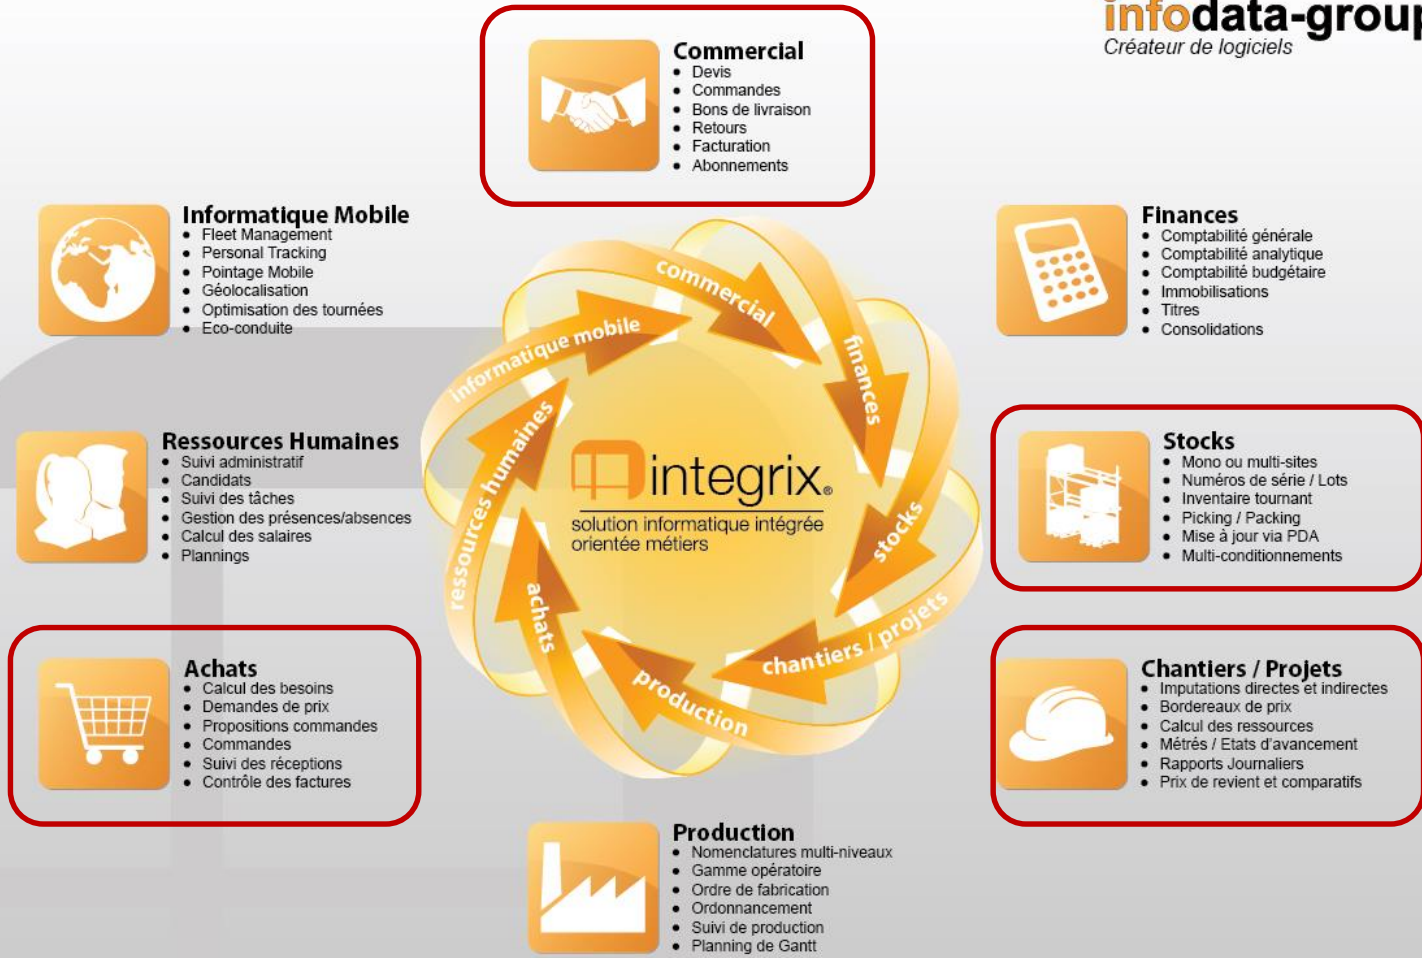 infodata-group
Créateur de logiciels
Commercial
• Devis
• Commandes
• Bons de livraison
• Retours
• Facturation
• Abonnements
Informatique Mobile
• Fleet Management
• Personal Tracking
• Pointage Mobile
• Géolocalisation
• Optimisation des tournées
• Eco-conduite
Finances
• Comptabilité générale
• Comptabilité analytique
• Comptabilité budgétaire
• Immobilisations
• Titres
• Consolidations
Ressources Humaines
• Suivi administratif
• Candidats
• Suivi des tâches
• Gestion des présences/absences
• Calcul des salaires
• Plannings
commercial
finances
stocks
chantiers / projets
production
achats
ressources humaines
informatique mobile
integrix®
solution informatique intégrée
orientée métiers
Stocks
• Mono ou multi-sites
• Numéros de série / Lots
• Inventaire tournant
• Picking / Packing
• Mise à jour via PDA
• Multi-conditionnements
Achats
• Calcul des besoins
• Demandes de prix
• Propositions commandes
• Commandes
• Suivi des réceptions
• Contrôle des factures
Chantiers / Projets
• Imputations directes et indirectes
• Bordereaux de prix
• Calcul des ressources
• Métrés / Etats d'avancement
• Rapports Journaliers
• Prix de revient et comparatifs
Production
• Nomenclatures multi-niveaux
• Gamme opératoire
• Ordre de fabrication
• Ordonnancement
• Suivi de production
• Planning de Gantt